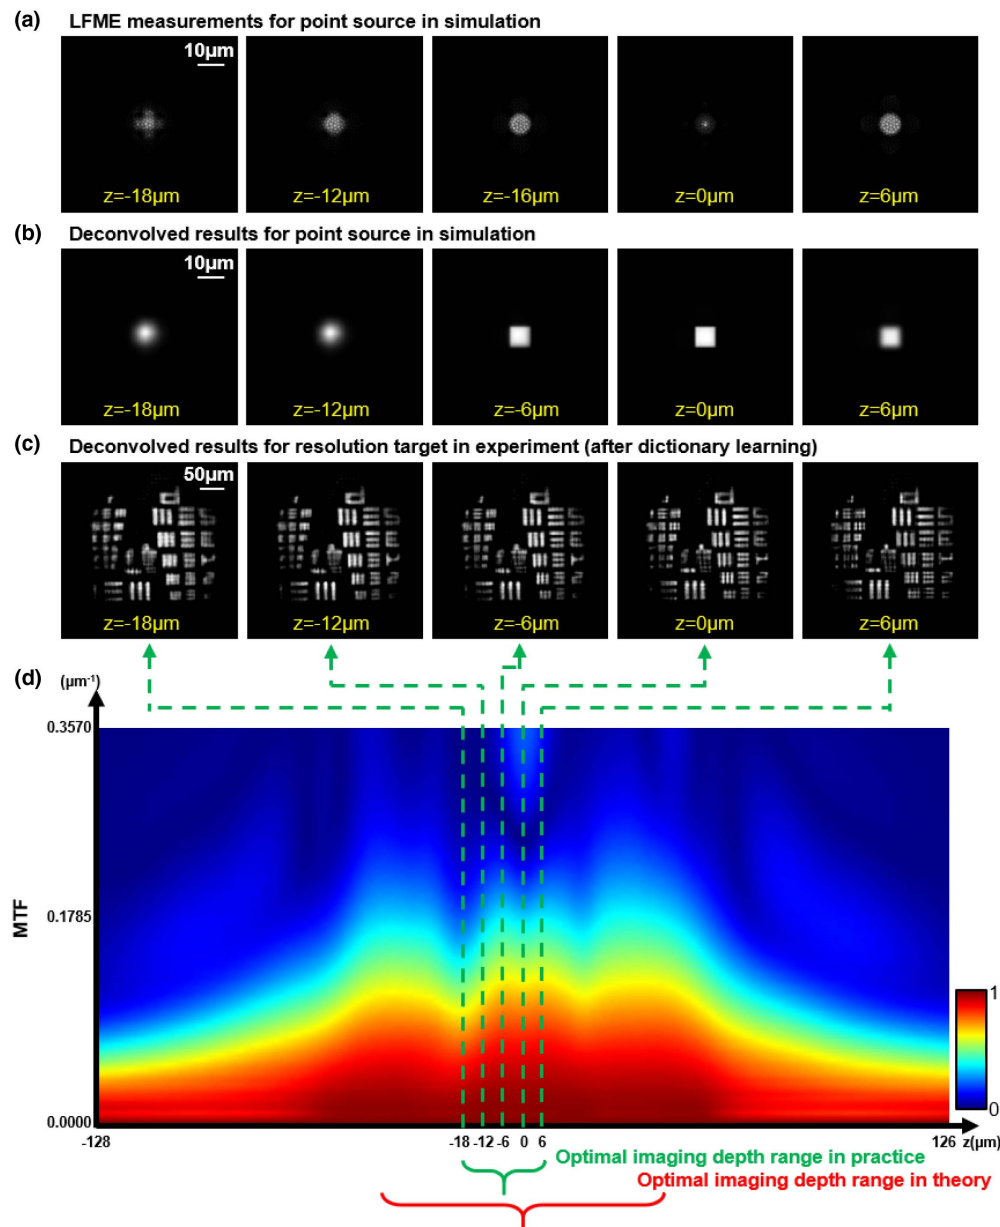 (a) LFME measurements for point source in simulation
10μm
z=-18μm z=-12μm z=-16μm z=0μm z=6μm
(b) Deconvolved results for point source in simulation
10μm
z=-18μm z=-12μm z=-6μm z=0μm z=6μm
(c) Deconvolved results for resolution target in experiment (after dictionary learning)
50μm
z=-18μm z=-12μm z=-6μm z=0μm z=6μm
(d) (μm⁻¹)
0.3570
0.1785
MTF
1
0
0.0000
-128 -18 -12 -6 0 6 126 z(μm)
Optimal imaging depth range in practice
Optimal imaging depth range in theory